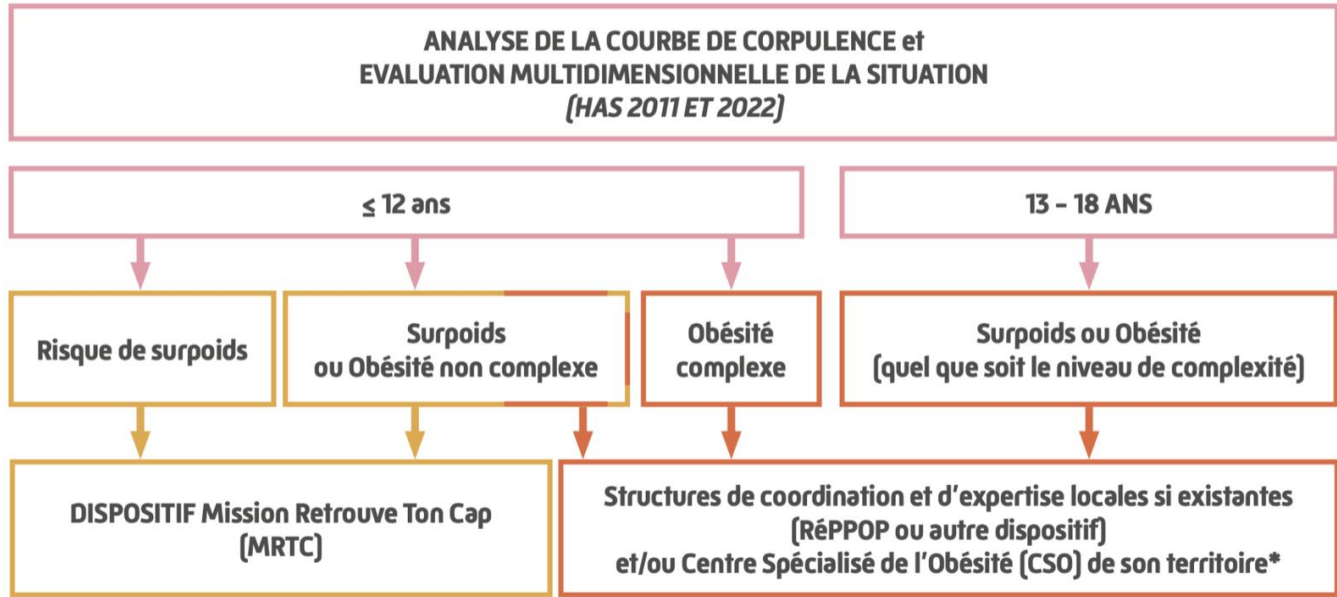 ANALYSE DE LA COURBE DE CORPULENCE et
EVALUATION MULTIDIMENSIONNELLE DE LA SITUATION
(HAS 2011 ET 2022)
≤ 12 ans
13 – 18 ANS
Risque de surpoids
Surpoids
ou Obésité non complexe
Obésité
complexe
Surpoids ou Obésité
(quel que soit le niveau de complexité)
DISPOSITIF Mission Retrouve Ton Cap
(MRTC)
Structures de coordination et d'expertise locales si existantes
(RéPPOP ou autre dispositif)
et/ou Centre Spécialisé de l'Obésité (CSO) de son territoire*